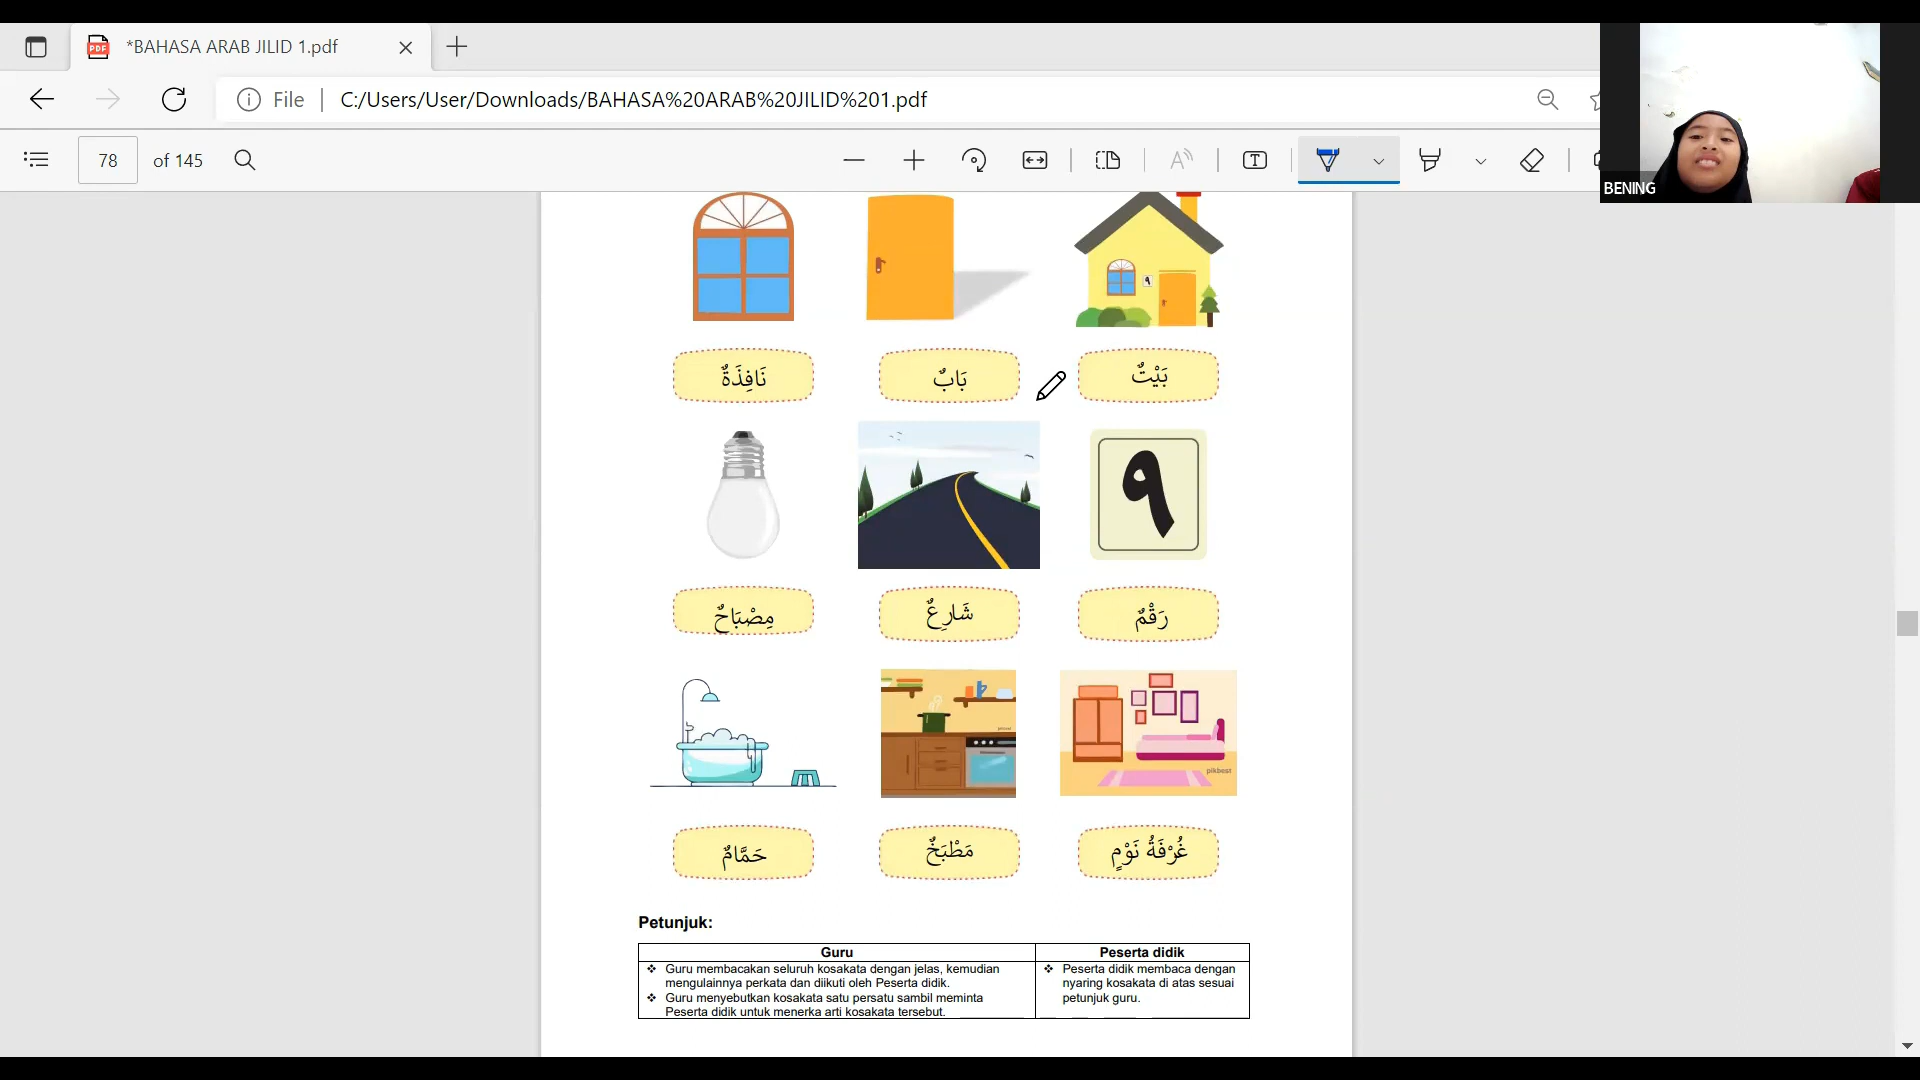 *BAHASA ARAB JILID 1.pdf
File
C:/Users/User/Downloads/BAHASA%20ARAB%20JILID%201.pdf
78 of 145
BENING
بَيْتٌ
بَابٌ
نَافِذَةٌ
٩
رَقْمٌ
شَارِعٌ
مِصْبَاحٌ
pikbest
غُرْفَةُ نَوْمٍ
مَطْبَخٌ
حَمَّامٌ
Petunjuk:
Guru
Guru membacakan seluruh kosakata dengan jelas, kemudian
mengulainnya perkata dan diikuti oleh Peserta didik.
Guru menyebutkan kosakata satu persatu sambil meminta
Peserta didik untuk menerka arti kosakata tersebut.
Peserta didik
Peserta didik membaca dengan
nyaring kosakata di atas sesuai
petunjuk guru.